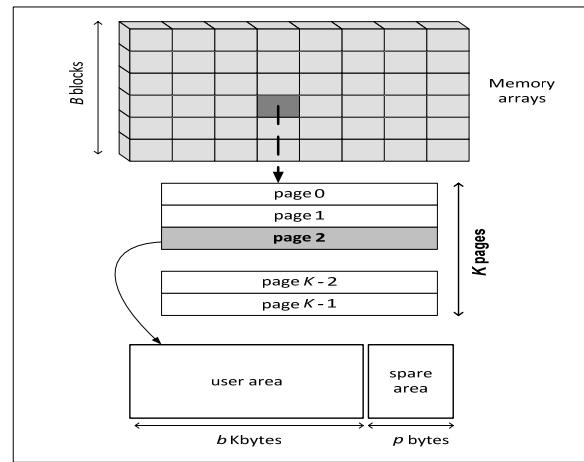 B blocks
Memory
arrays
page 0
page 1
page 2
K pages
page K - 2
page K - 1
user area
spare
area
b Kbytes
p bytes